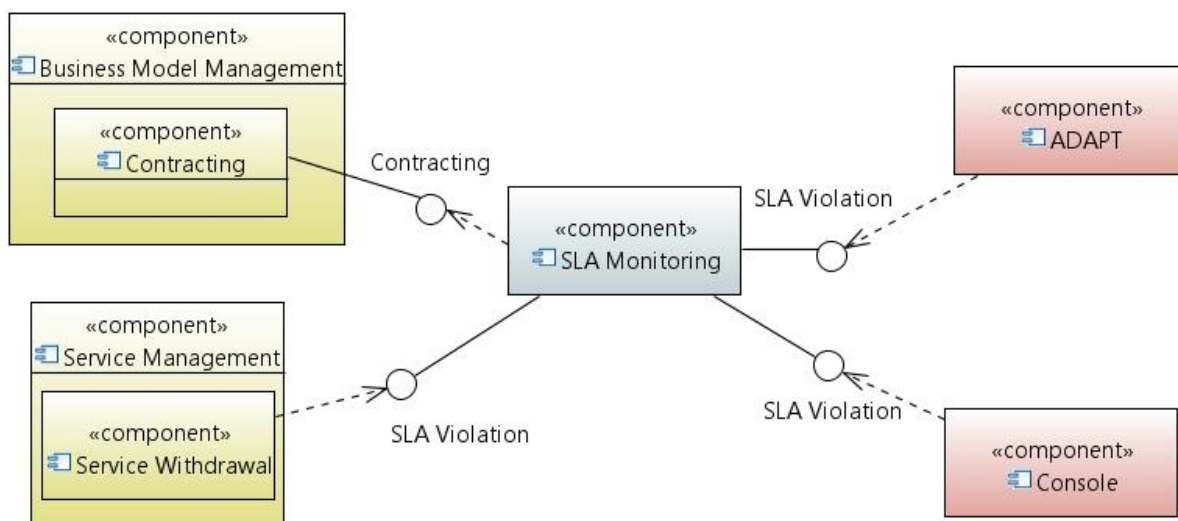 «component»
Business Model Management
«component»
Contracting
Contracting
«component»
SLA Monitoring
SLA Violation
«component»
ADAPT
«component»
Service Management
«component»
Service Withdrawal
SLA Violation
SLA Violation
«component»
Console